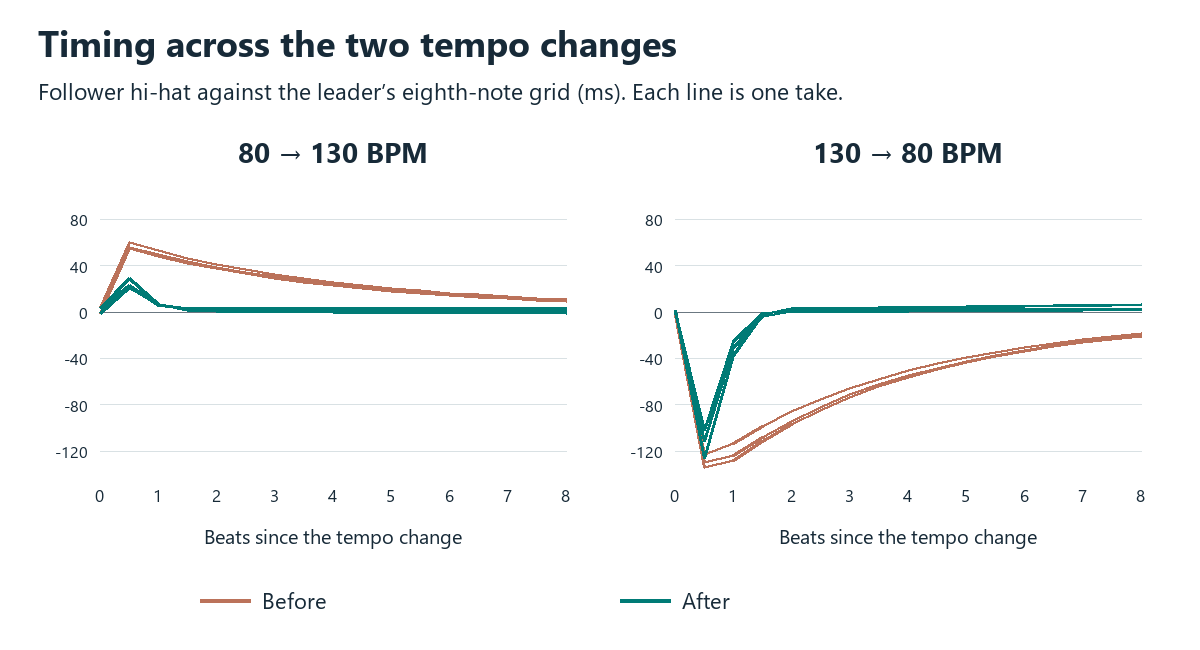 Timing across the two tempo changes
Follower hi-hat against the leader’s eighth-note grid (ms). Each line is one take.
80 → 130 BPM
130 → 80 BPM
80
40
0
-40
-80
-120
0 1 2 3 4 5 6 7 8
Beats since the tempo change
80
40
0
-40
-80
-120
0 1 2 3 4 5 6 7 8
Beats since the tempo change
Before
After